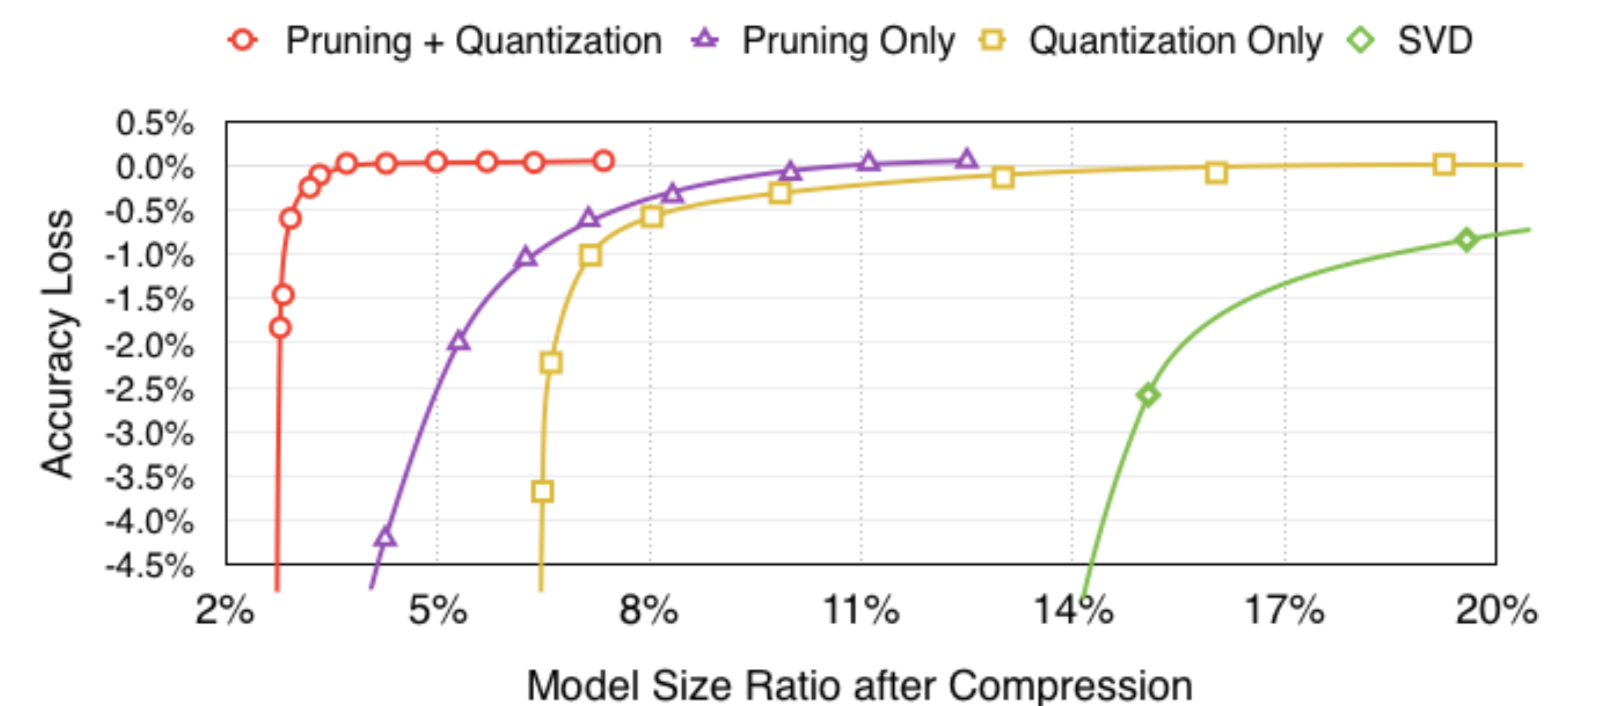 Pruning + Quantization Pruning Only Quantization Only SVD
0.5%
0.0%
-0.5%
-1.0%
-1.5%
-2.0%
-2.5%
-3.0%
-3.5%
-4.0%
-4.5%
Accuracy Loss
2% 5% 8% 11% 14% 17% 20%
Model Size Ratio after Compression